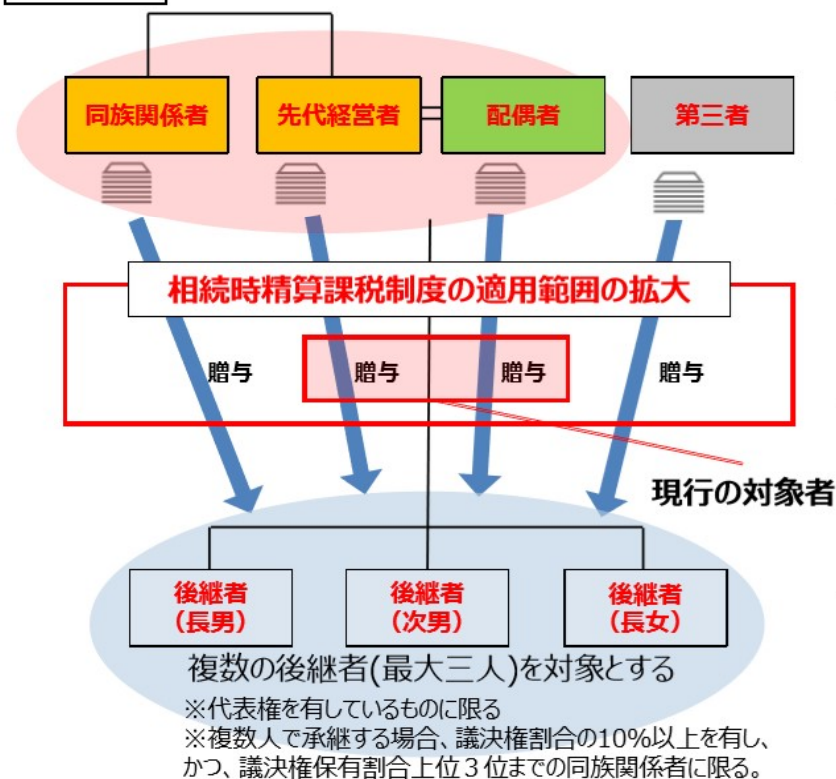 同族関係者
先代経営者
配偶者
第三者
相続時精算課税制度の適用範囲の拡大
贈与
贈与
贈与
贈与
現行の対象者
後継者
(長男)
後継者
(次男)
後継者
(長女)
複数の後継者(最大三人)を対象とする
※代表権を有しているものに限る
※複数人で承継する場合、議決権割合の10%以上を有し、
かつ、議決権保有割合上位3位までの同族関係者に限る。